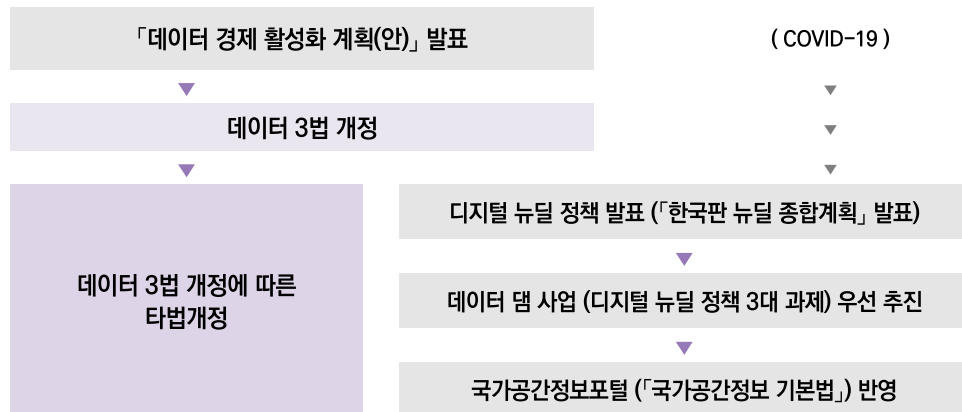 「데이터 경제 활성화 계획(안)」 발표
( COVID-19 )
데이터 3법 개정
데이터 3법 개정에 따른
타법개정
디지털 뉴딜 정책 발표 (「한국판 뉴딜 종합계획」 발표)
데이터 댐 사업 (디지털 뉴딜 정책 3대 과제) 우선 추진
국가공간정보포털 (「국가공간정보 기본법」) 반영